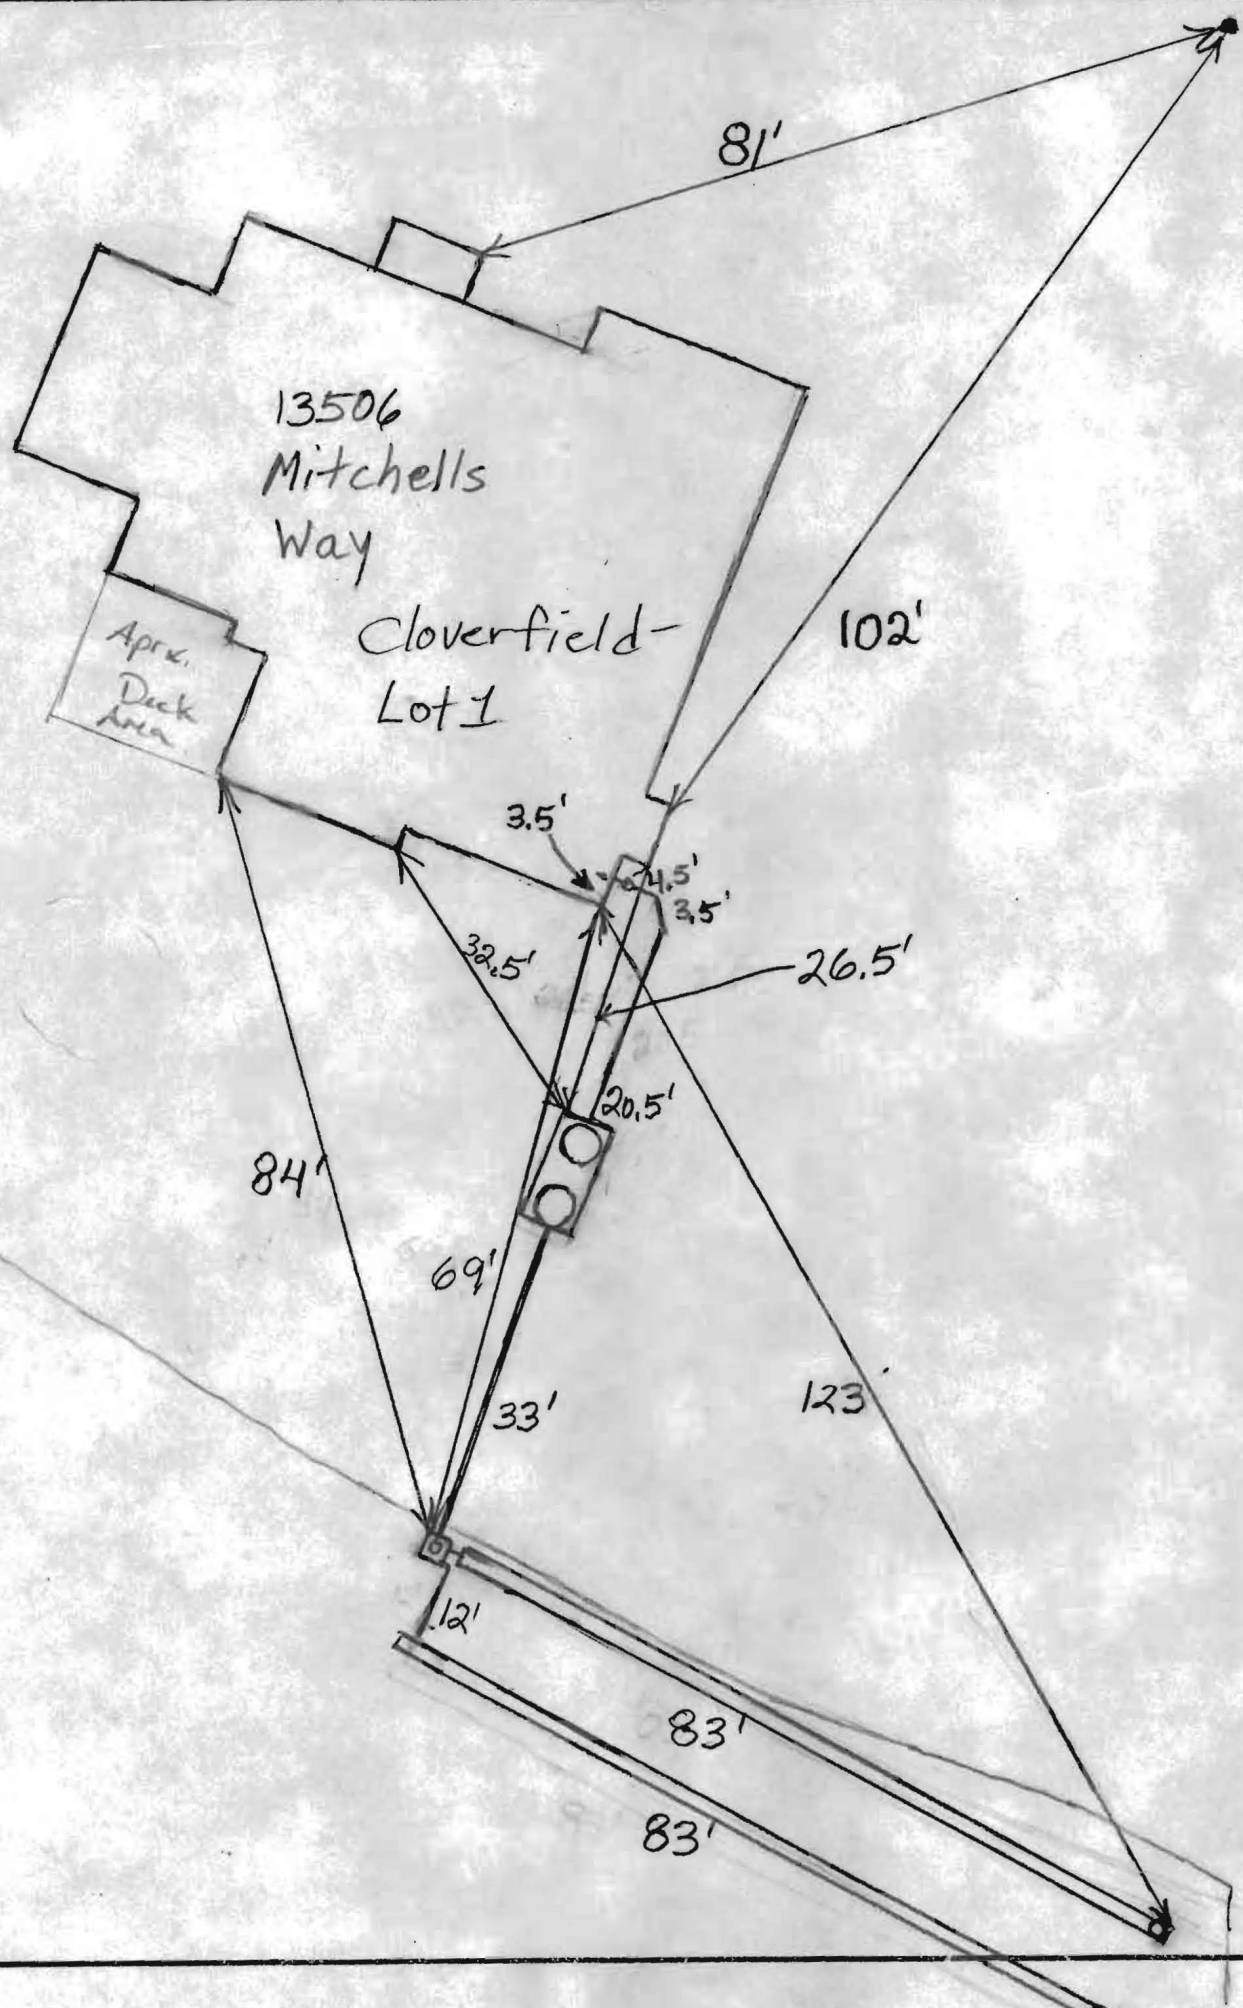 81'
13506
Mitchells
Way
Cloverfield-
Lot 1
102'
Aprx.
Deck
Area
3.5'
4.5'
3.5'
32.5'
26.5'
20.5'
84'
69'
33'
123'
12'
83'
83'